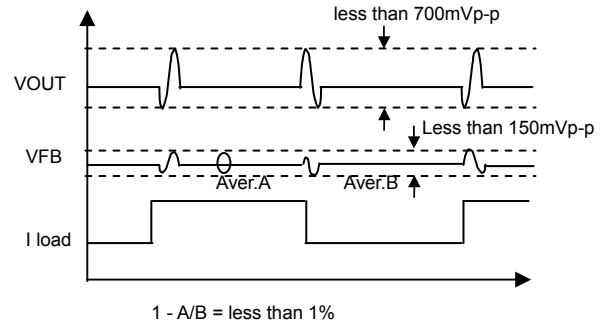 less than 700mVp-p
VOUT
Less than 150mVp-p
VFB
Aver.A
Aver.B
I load
1 - A/B = less than 1%